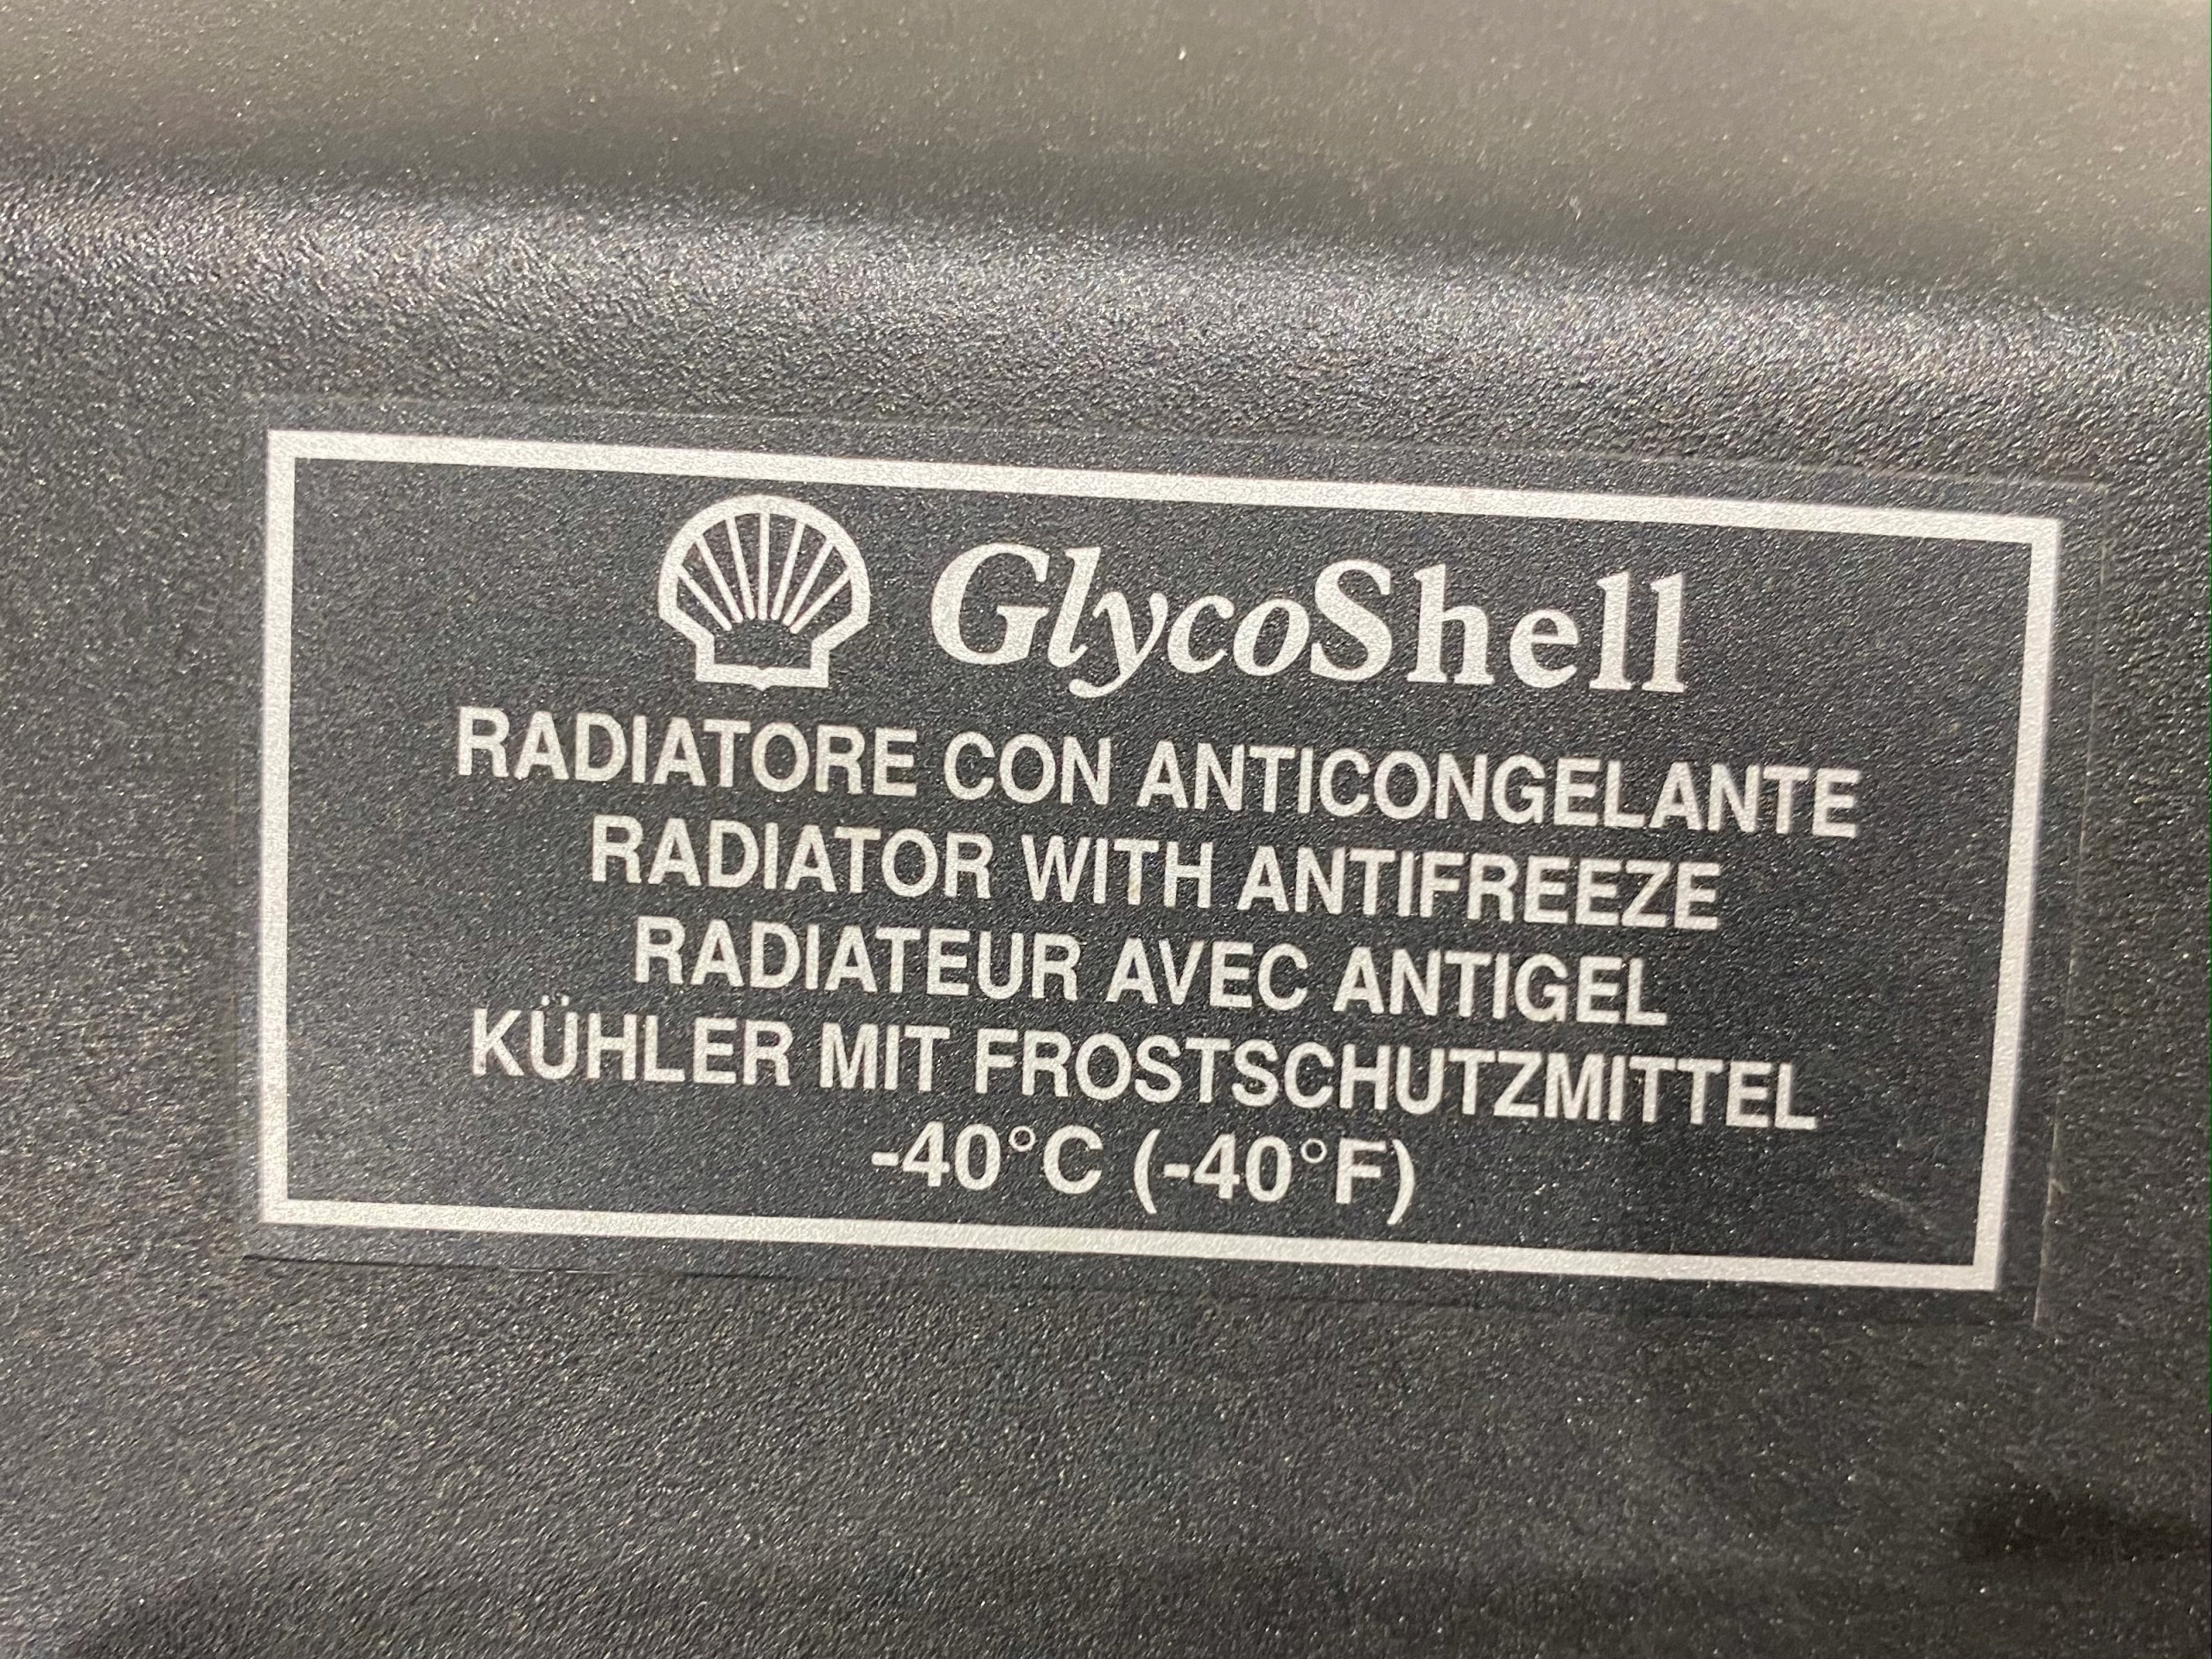 GlycoShell
RADIATORE CON ANTICONGELANTE
RADIATOR WITH ANTIFREEZE
RADIATEUR AVEC ANTIGEL
KÜHLER MIT FROSTSCHUTZMITTEL
-40°C (-40°F)